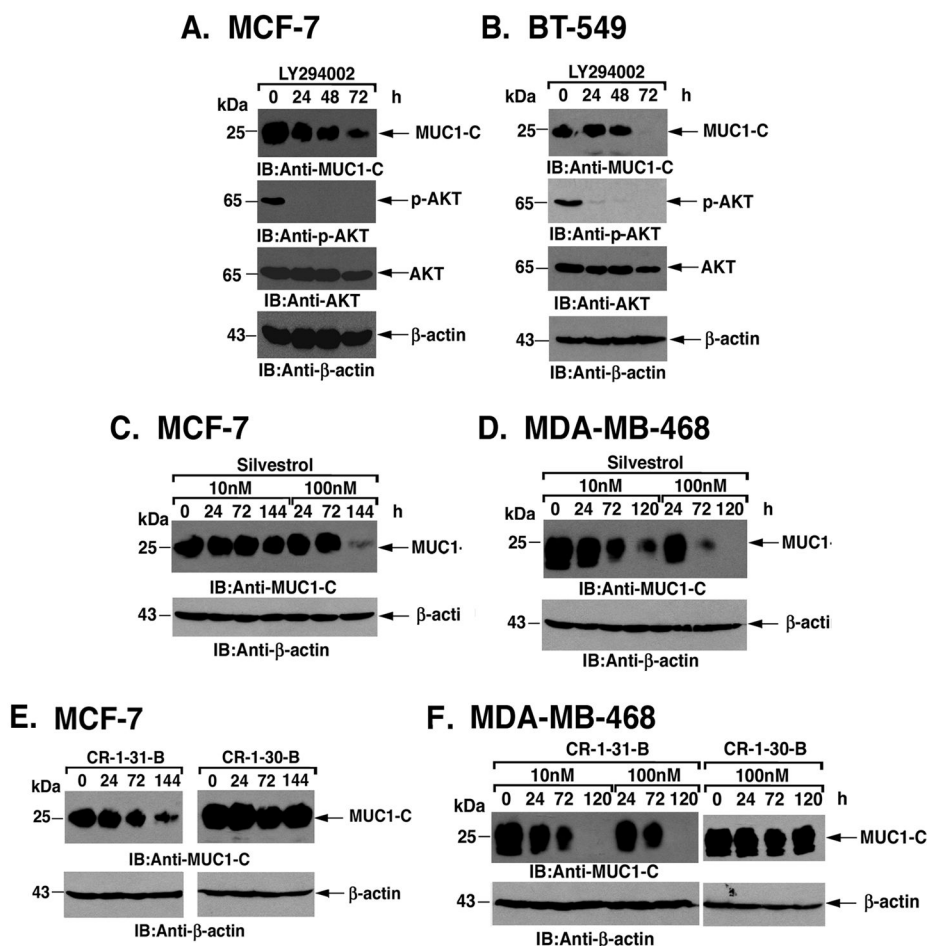 A. MCF-7
LY294002
kDa 0 24 48 72 h
25 MUC1-C
IB:Anti-MUC1-C
65 p-AKT
IB:Anti-p-AKT
65 AKT
IB:Anti-AKT
43 β-actin
IB:Anti-β-actin
B. BT-549
LY294002
kDa 0 24 48 72 h
25 MUC1-C
IB:Anti-MUC1-C
65 p-AKT
IB:Anti-p-AKT
65 AKT
IB:Anti-AKT
43 β-actin
IB:Anti-β-actin
C. MCF-7
Silvestrol
10nM 100nM
kDa 0 24 72 144 24 72 144 h
25 MUC1-
IB:Anti-MUC1-C
43 β-acti
IB:Anti-β-actin
D. MDA-MB-468
Silvestrol
10nM 100nM
kDa 0 24 72 120 24 72 120 h
25 MUC1-
IB:Anti-MUC1-C
43 β-acti
IB:Anti-β-actin
E. MCF-7
CR-1-31-B CR-1-30-B
kDa 0 24 72 144 0 24 72 144 h
25 MUC1-C
IB:Anti-MUC1-C
43 β-actin
IB:Anti-β-actin
F. MDA-MB-468
CR-1-31-B CR-1-30-B
10nM 100nM 100nM
kDa 0 24 72 120 24 72 120 0 24 72 120 h
25 MUC1-C
IB:Anti-MUC1-C
43 β-actin
IB:Anti-β-actin